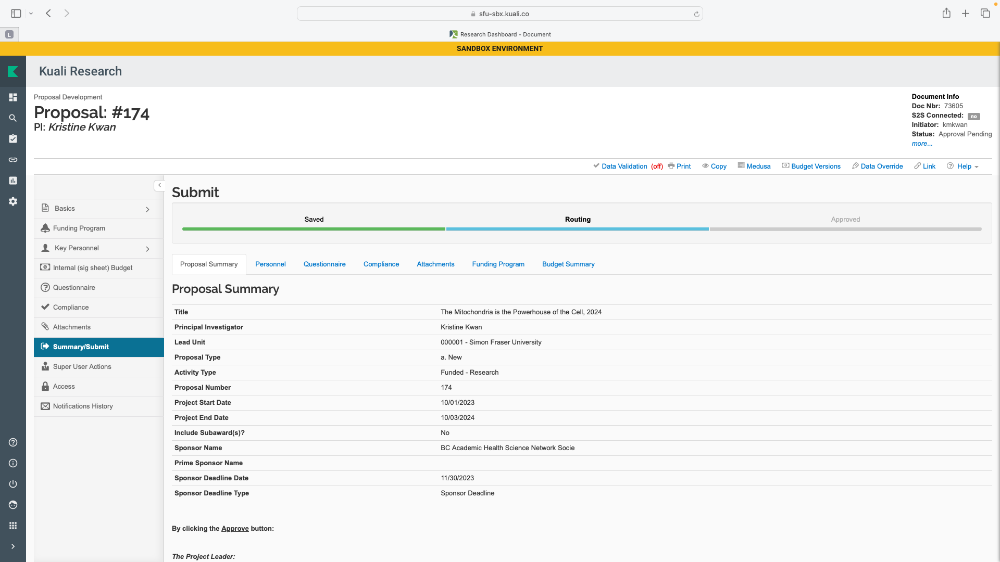 sfu-sbx.kuali.co
L
Research Dashboard - Document
SANDBOX ENVIRONMENT
Kuali Research
Proposal Development
Proposal: #174
PI: Kristine Kwan
Document Info
Doc Nbr: 73605
S2S Connected: no
Initiator: kmkwan
Status: Approval Pending
more...
Data Validation (off) Print Copy Medusa Budget Versions Data Override Link Help
Basics
Funding Program
Key Personnel
Internal (sig sheet) Budget
Questionnaire
Compliance
Attachments
Summary/Submit
Super User Actions
Access
Notifications History
Submit
Saved Routing Approved
Proposal Summary Personnel Questionnaire Compliance Attachments Funding Program Budget Summary
Proposal Summary
Title The Mitochondria is the Powerhouse of the Cell, 2024
Principal Investigator Kristine Kwan
Lead Unit 000001 - Simon Fraser University
Proposal Type a. New
Activity Type Funded - Research
Proposal Number 174
Project Start Date 10/01/2023
Project End Date 10/03/2024
Include Subaward(s)? No
Sponsor Name BC Academic Health Science Network Socie
Prime Sponsor Name
Sponsor Deadline Date 11/30/2023
Sponsor Deadline Type Sponsor Deadline
By clicking the Approve button:
The Project Leader: